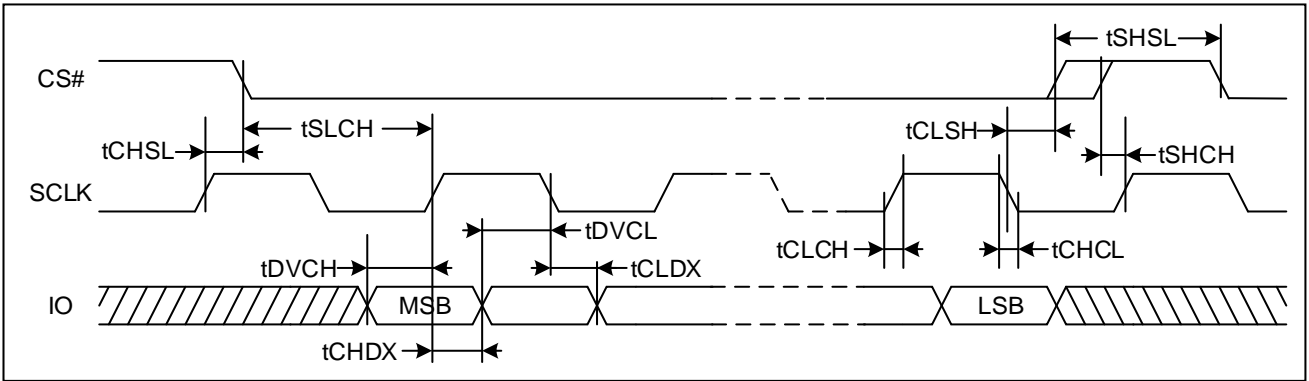 tSHSL
CS#
tSLCH
tCLSH
tCHSL
tSHCH
SCLK
tDVCL
tCLCH
tCHCL
tDVCH
tCLDX
IO
MSB
LSB
tCHDX